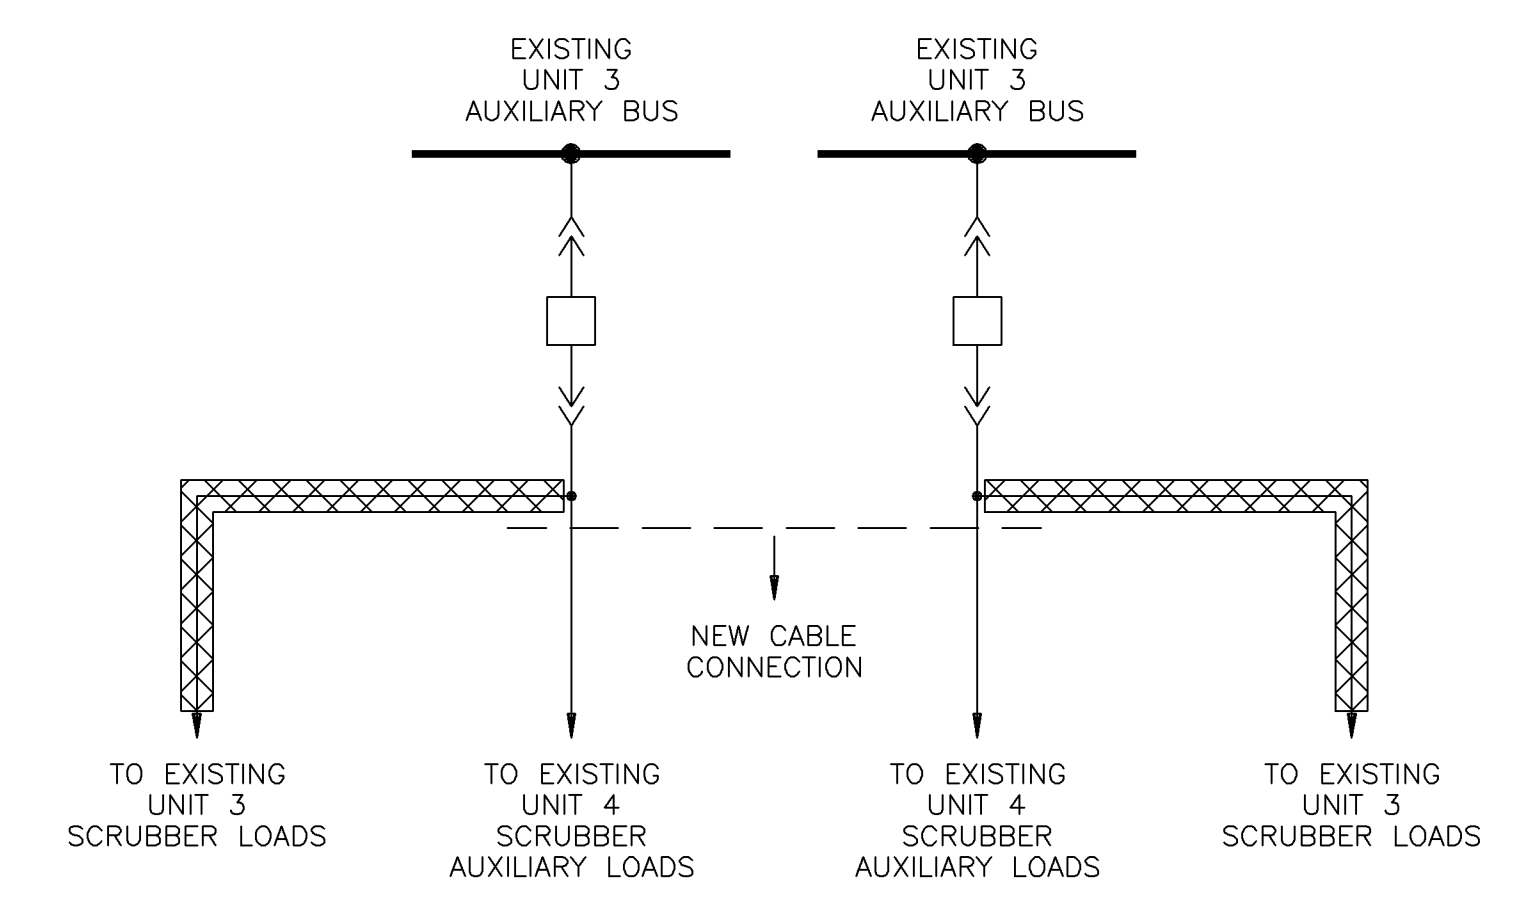 EXISTING
UNIT 3
AUXILIARY BUS
EXISTING
UNIT 3
AUXILIARY BUS
NEW CABLE
CONNECTION
TO EXISTING
UNIT 3
SCRUBBER LOADS
TO EXISTING
UNIT 4
SCRUBBER
AUXILIARY LOADS
TO EXISTING
UNIT 4
SCRUBBER
AUXILIARY LOADS
TO EXISTING
UNIT 3
SCRUBBER LOADS